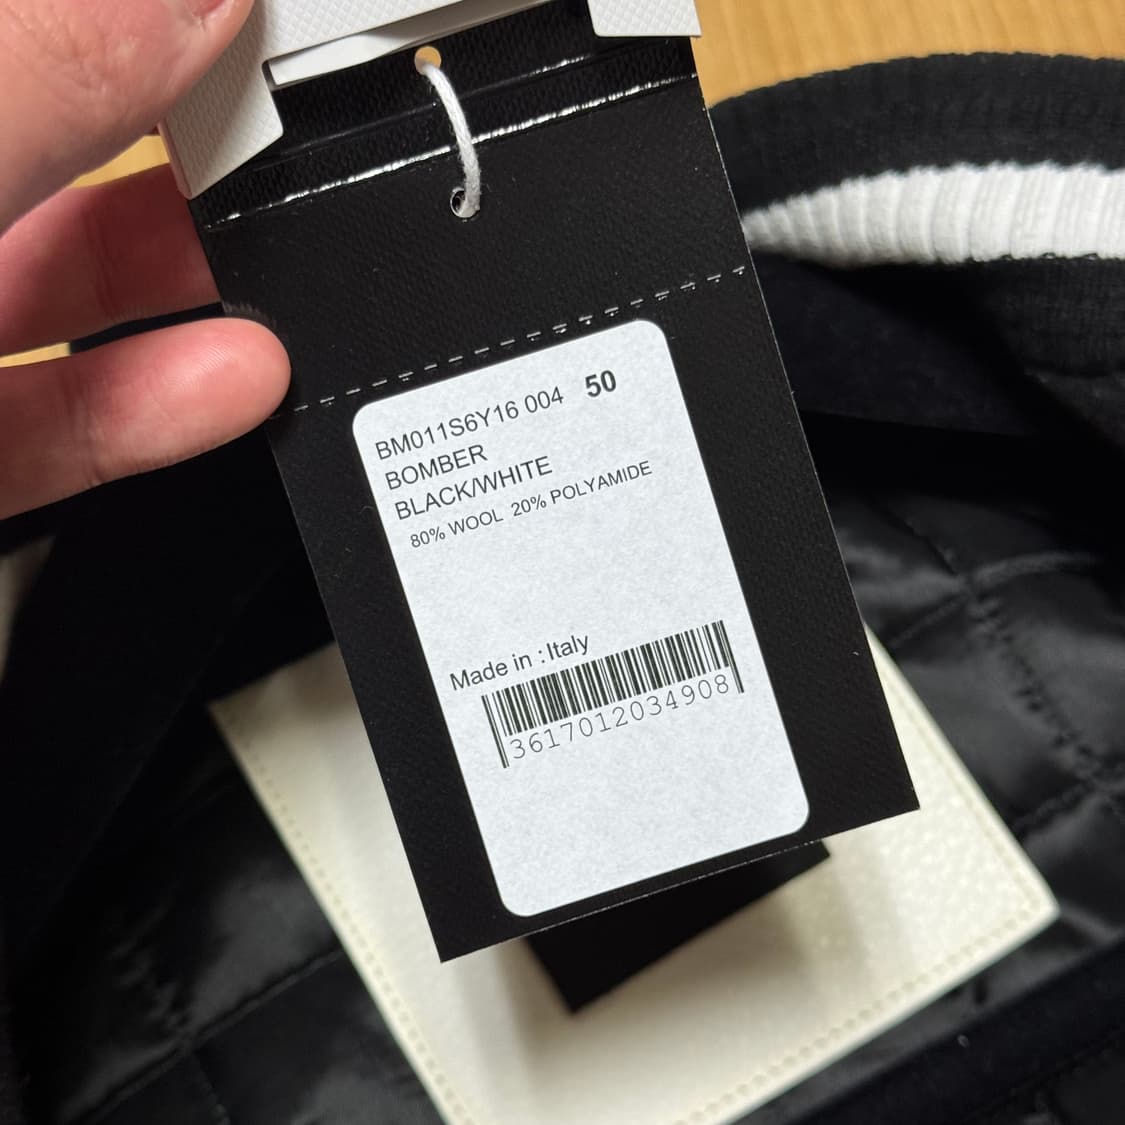 BM011S6Y16 004 50
BOMBER
BLACK/WHITE
80% WOOL 20% POLYAMIDE
Made in : Italy
3617012034908